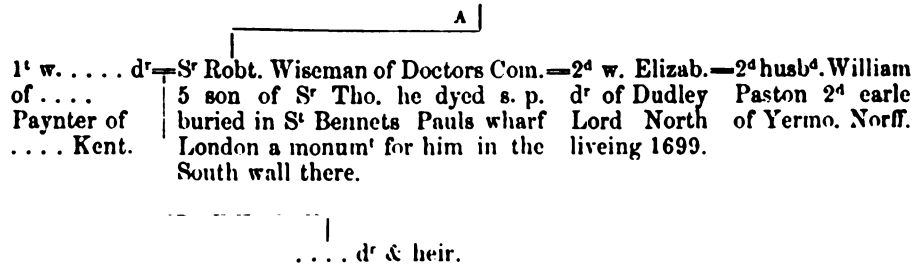 A
1ᵗ w. . . . . dʳ=Sʳ Robt. Wiseman of Doctors Com.=2ᵈ w. Elizab.=2ᵈ husbᵈ. William
of . . . . 5 son of Sʳ Tho. he dyed s. p. dʳ of Dudley Paston 2ᵈ earle
Paynter of buried in Sᵗ Bennets Pauls wharf Lord North of Yermo. Norff.
. . . . Kent. London a monumᵗ for him in the liveing 1699.
South wall there.
. . . . dʳ & heir.